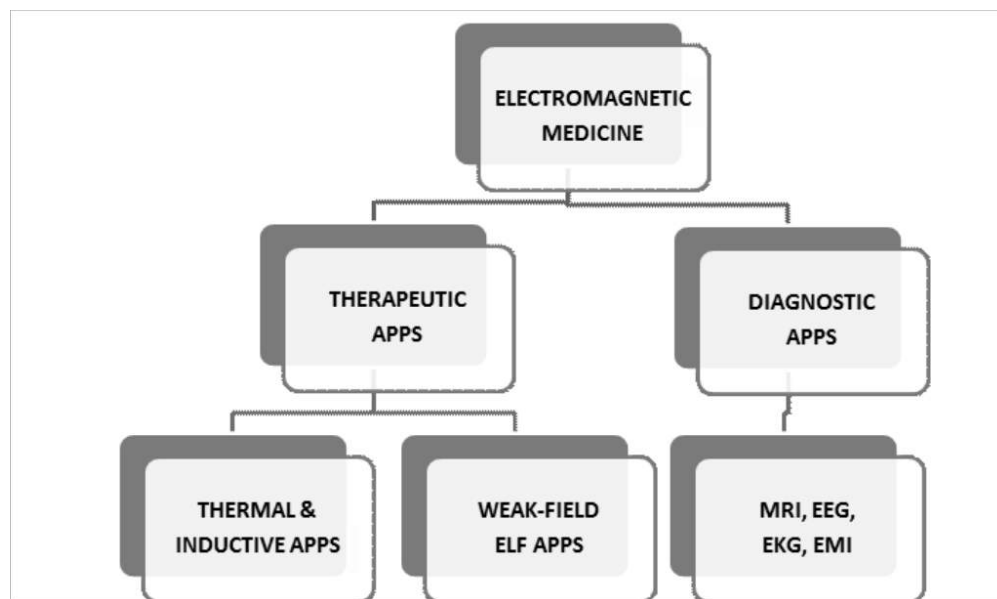 ELECTROMAGNETIC
MEDICINE
THERAPEUTIC
APPS
DIAGNOSTIC
APPS
THERMAL &
INDUCTIVE APPS
WEAK-FIELD
ELF APPS
MRI, EEG,
EKG, EMI